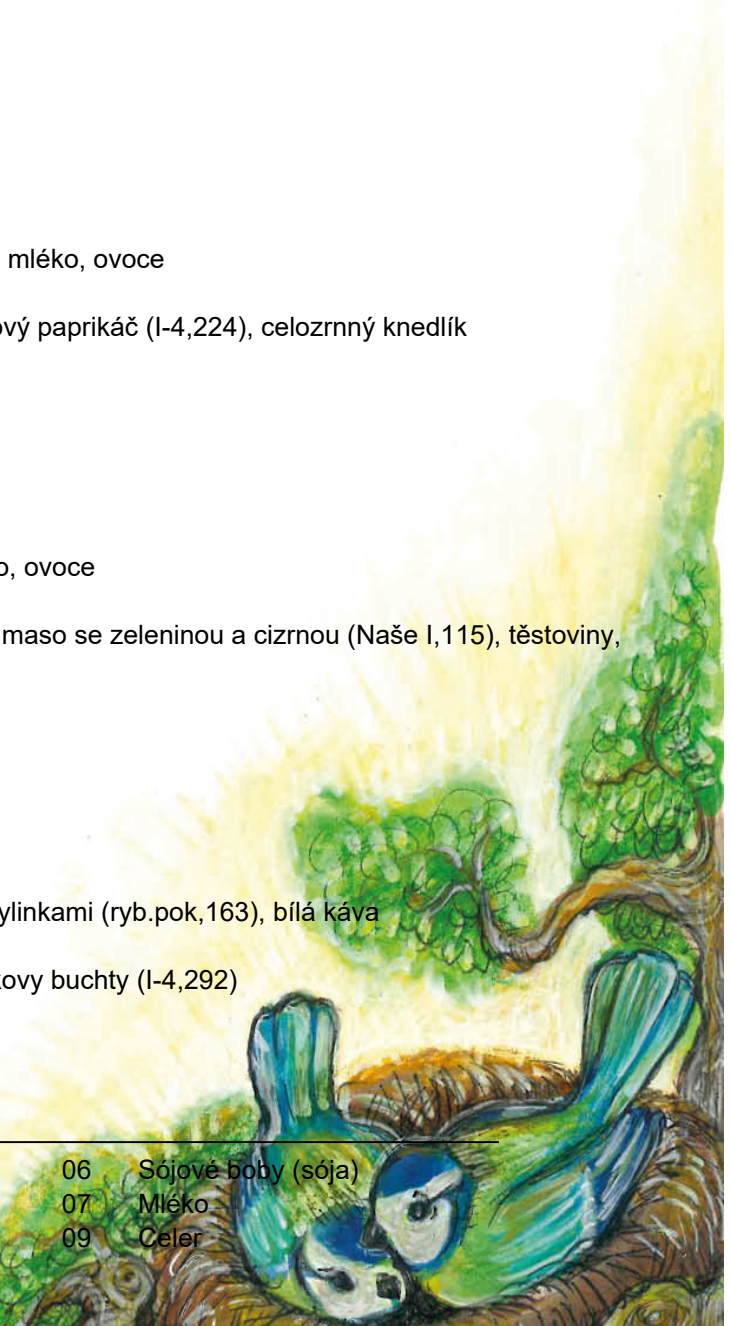 mléko, ovoce
ový paprikáč (I-4,224), celozrnný knedlík
o, ovoce
maso se zeleninou a cizrnou (Naše I,115), těstoviny,
ylinkami (ryb.pok,163), bílá káva
kovy buchty (I-4,292)
06 Sójové boby (sója)
07 Mléko
09 Celer